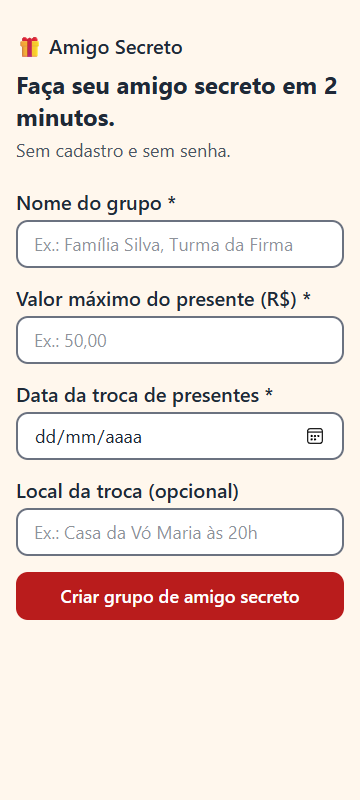 Amigo Secreto
Faça seu amigo secreto em 2
minutos.
Sem cadastro e sem senha.
Nome do grupo *
Ex.: Família Silva, Turma da Firma
Valor máximo do presente (R$) *
Ex.: 50,00
Data da troca de presentes *
dd/mm/aaaa
Local da troca (opcional)
Ex.: Casa da Vó Maria às 20h
Criar grupo de amigo secreto